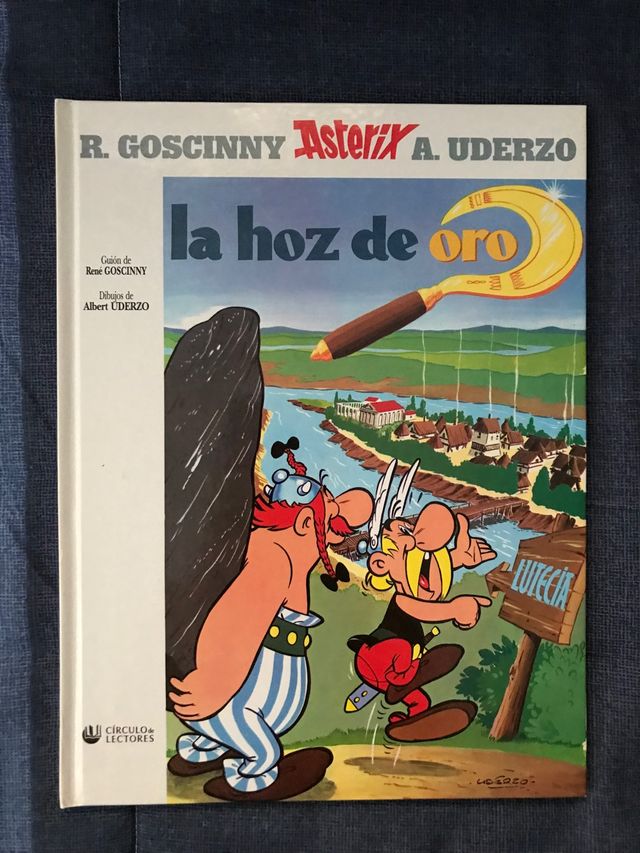 R. GOSCINNY Asterix A. UDERZO
la hoz de oro
Guión de
René GOSCINNY
Dibujos de
Albert UDERZO
LUTECIA
CÍRCULO de
LECTORES
UDERZO